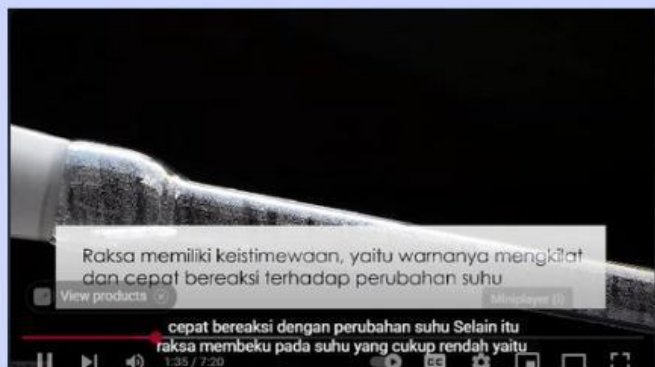 Raksa memiliki keistimewaan, yaitu warnanya mengkilat
dan cepat bereaksi terhadap perubahan suhu
View products
Miniplayer (i)
cepat bereaksi dengan perubahan suhu Selain itu
raksa membeku pada suhu yang cukup rendah yaitu
1:35 / 7:20
CC